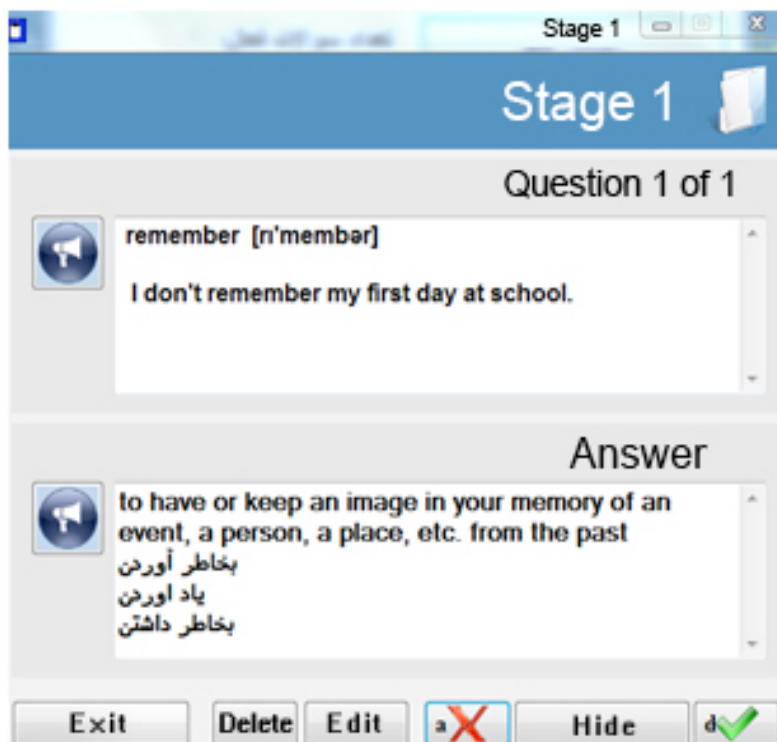 Stage 1
Stage 1
Question 1 of 1
remember [rɪ'membər]
I don't remember my first day at school.
Answer
to have or keep an image in your memory of an
event, a person, a place, etc. from the past
بخاطر آوردن
یاد اوردن
بخاطر داشتن
Exit Delete Edit a Hide d